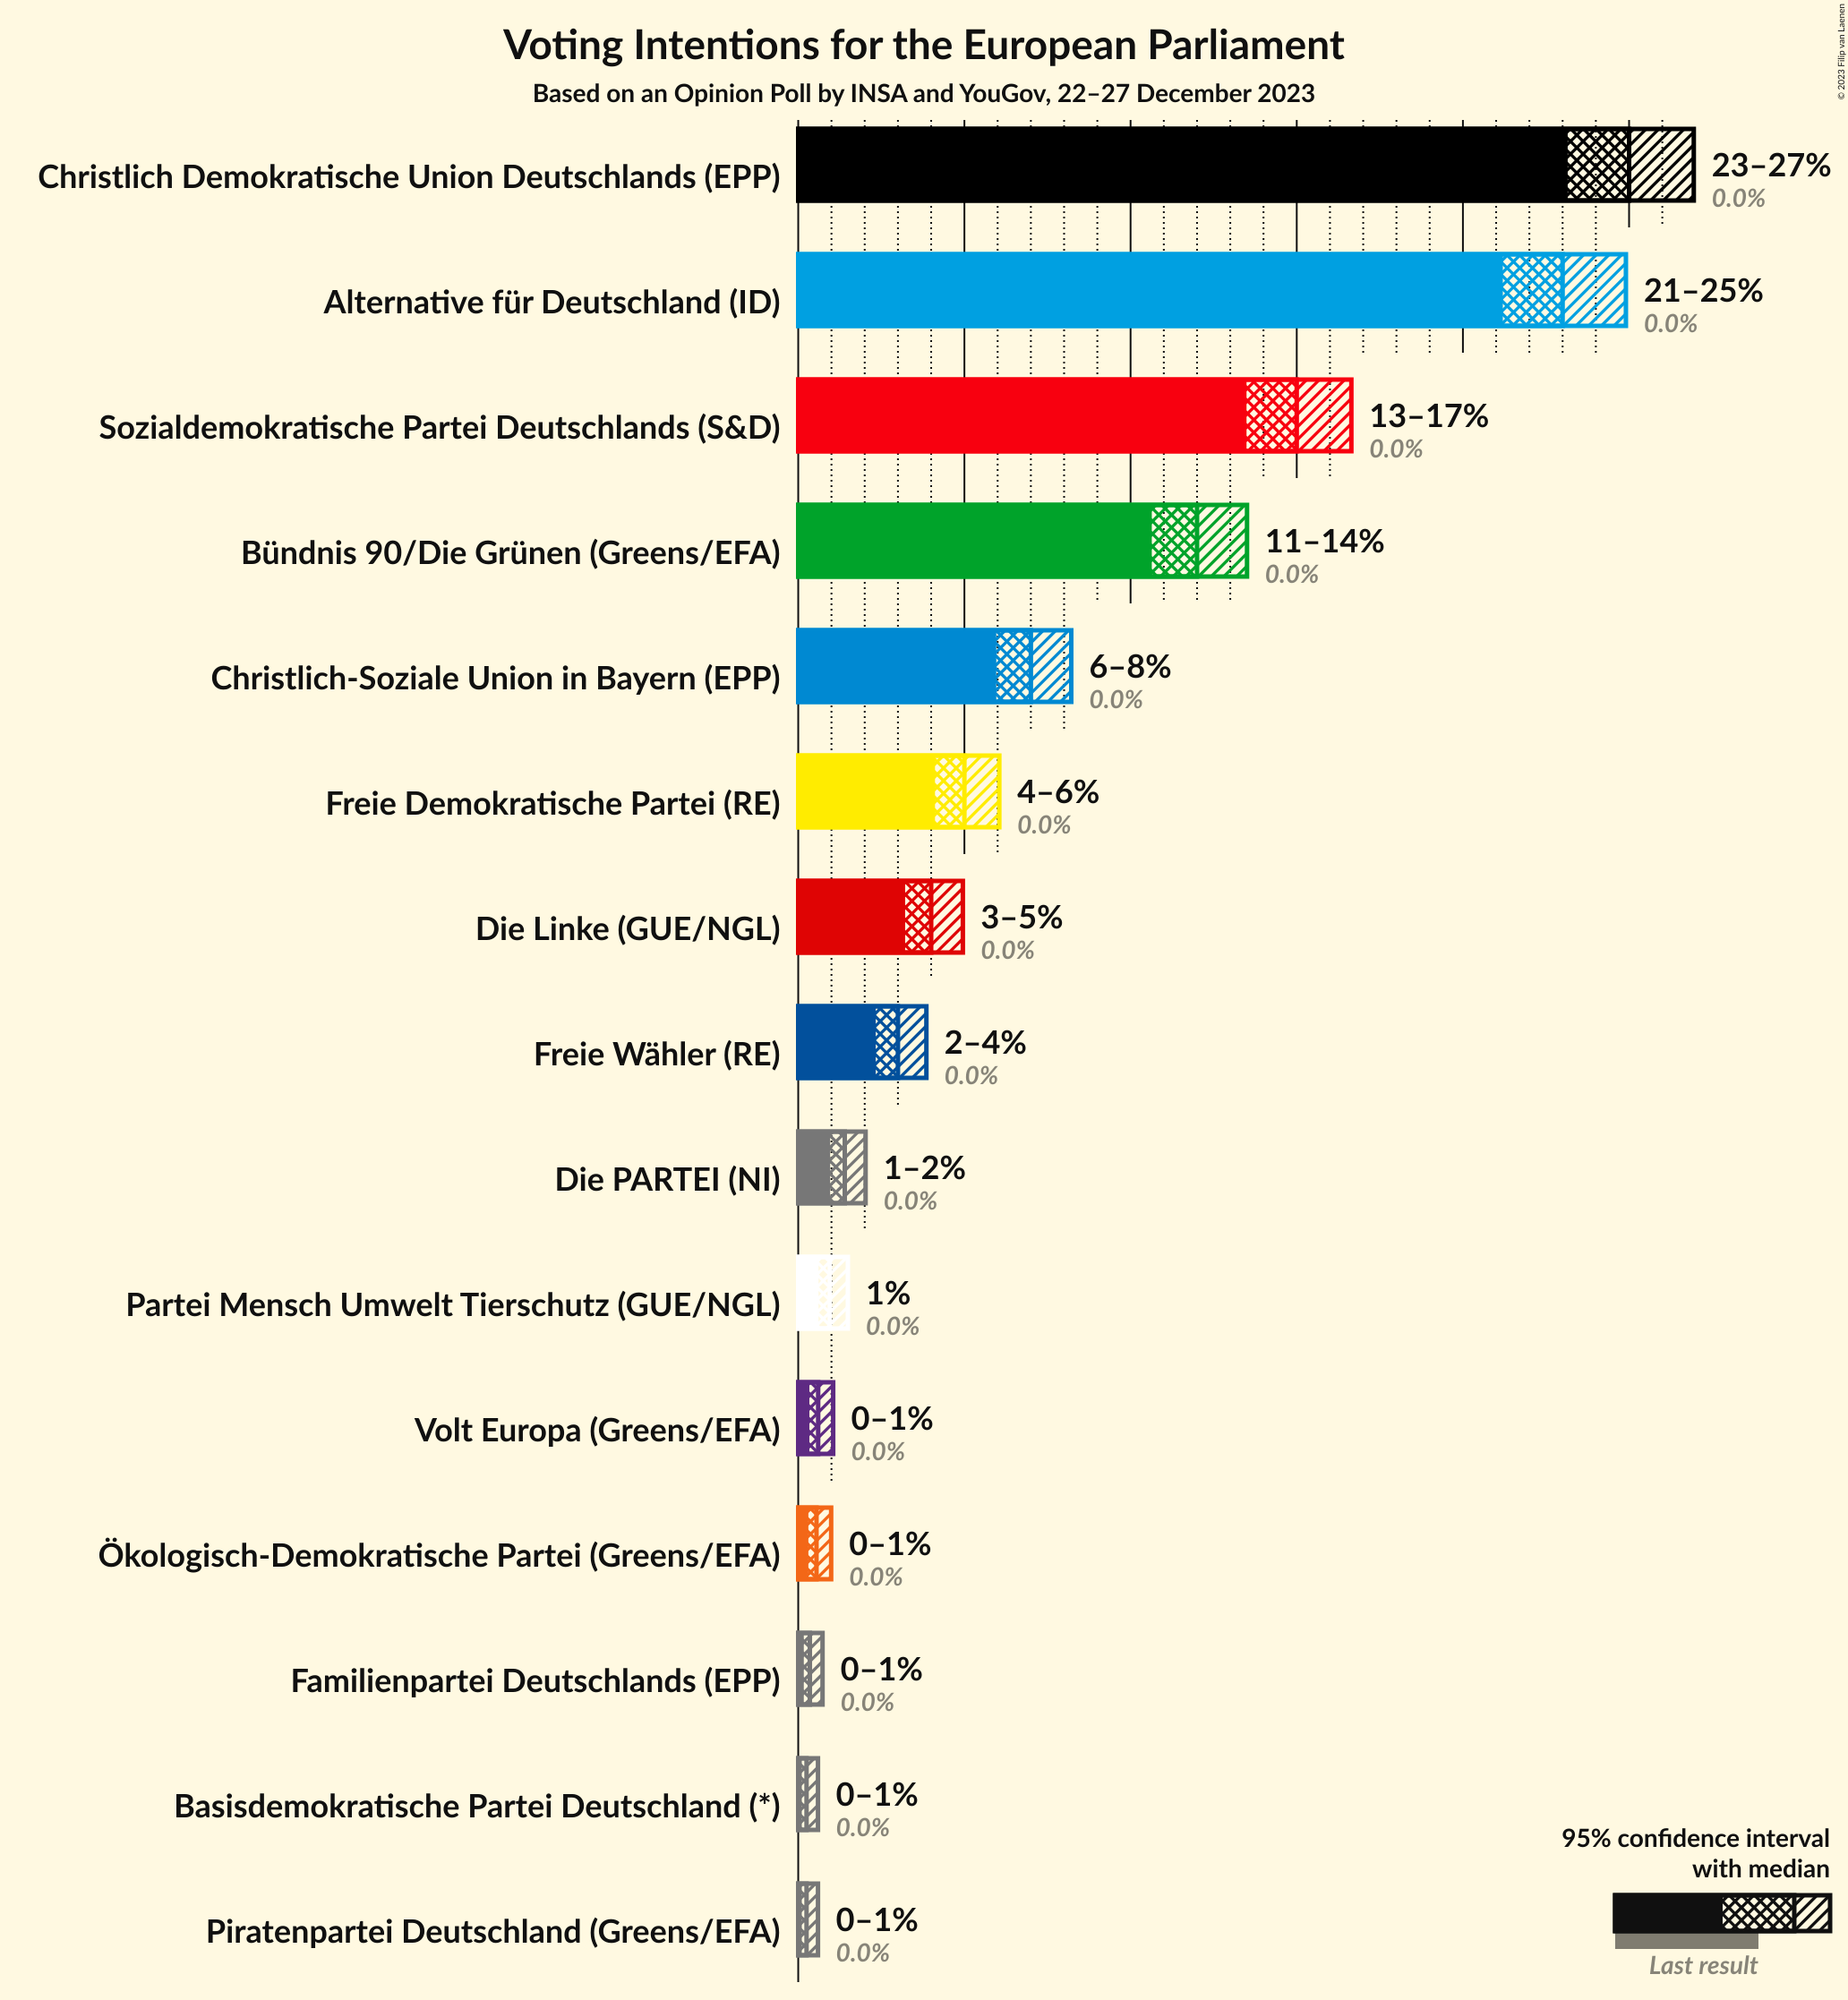 Voting Intentions for the European Parliament
Based on an Opinion Poll by INSA and YouGov, 22–27 December 2023
© 2023 Filip van Laenen
Christlich Demokratische Union Deutschlands (EPP)
23–27%
0.0%
Alternative für Deutschland (ID)
21–25%
0.0%
Sozialdemokratische Partei Deutschlands (S&D)
13–17%
0.0%
Bündnis 90/Die Grünen (Greens/EFA)
11–14%
0.0%
Christlich-Soziale Union in Bayern (EPP)
6–8%
0.0%
Freie Demokratische Partei (RE)
4–6%
0.0%
Die Linke (GUE/NGL)
3–5%
0.0%
Freie Wähler (RE)
2–4%
0.0%
Die PARTEI (NI)
1–2%
0.0%
Partei Mensch Umwelt Tierschutz (GUE/NGL)
1%
0.0%
Volt Europa (Greens/EFA)
0–1%
0.0%
Ökologisch-Demokratische Partei (Greens/EFA)
0–1%
0.0%
Familienpartei Deutschlands (EPP)
0–1%
0.0%
Basisdemokratische Partei Deutschland (*)
0–1%
0.0%
Piratenpartei Deutschland (Greens/EFA)
0–1%
0.0%
95% confidence interval
with median
Last result